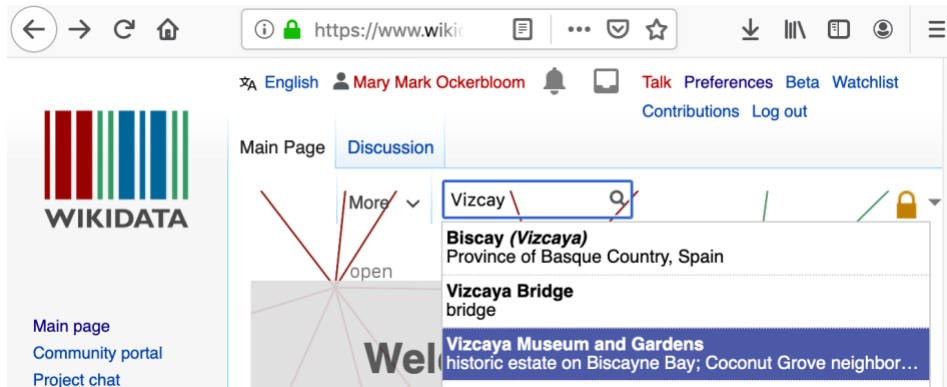 https://www.wiki
English Mary Mark Ockerbloom Talk Preferences Beta Watchlist
Contributions Log out
Main Page Discussion
More Vizcay
WIKIDATA
Biscay (Vizcaya)
Province of Basque Country, Spain
open
Vizcaya Bridge
bridge
Main page
Community portal
Project chat
Vizcaya Museum and Gardens
historic estate on Biscayne Bay; Coconut Grove neighbor...
Wel